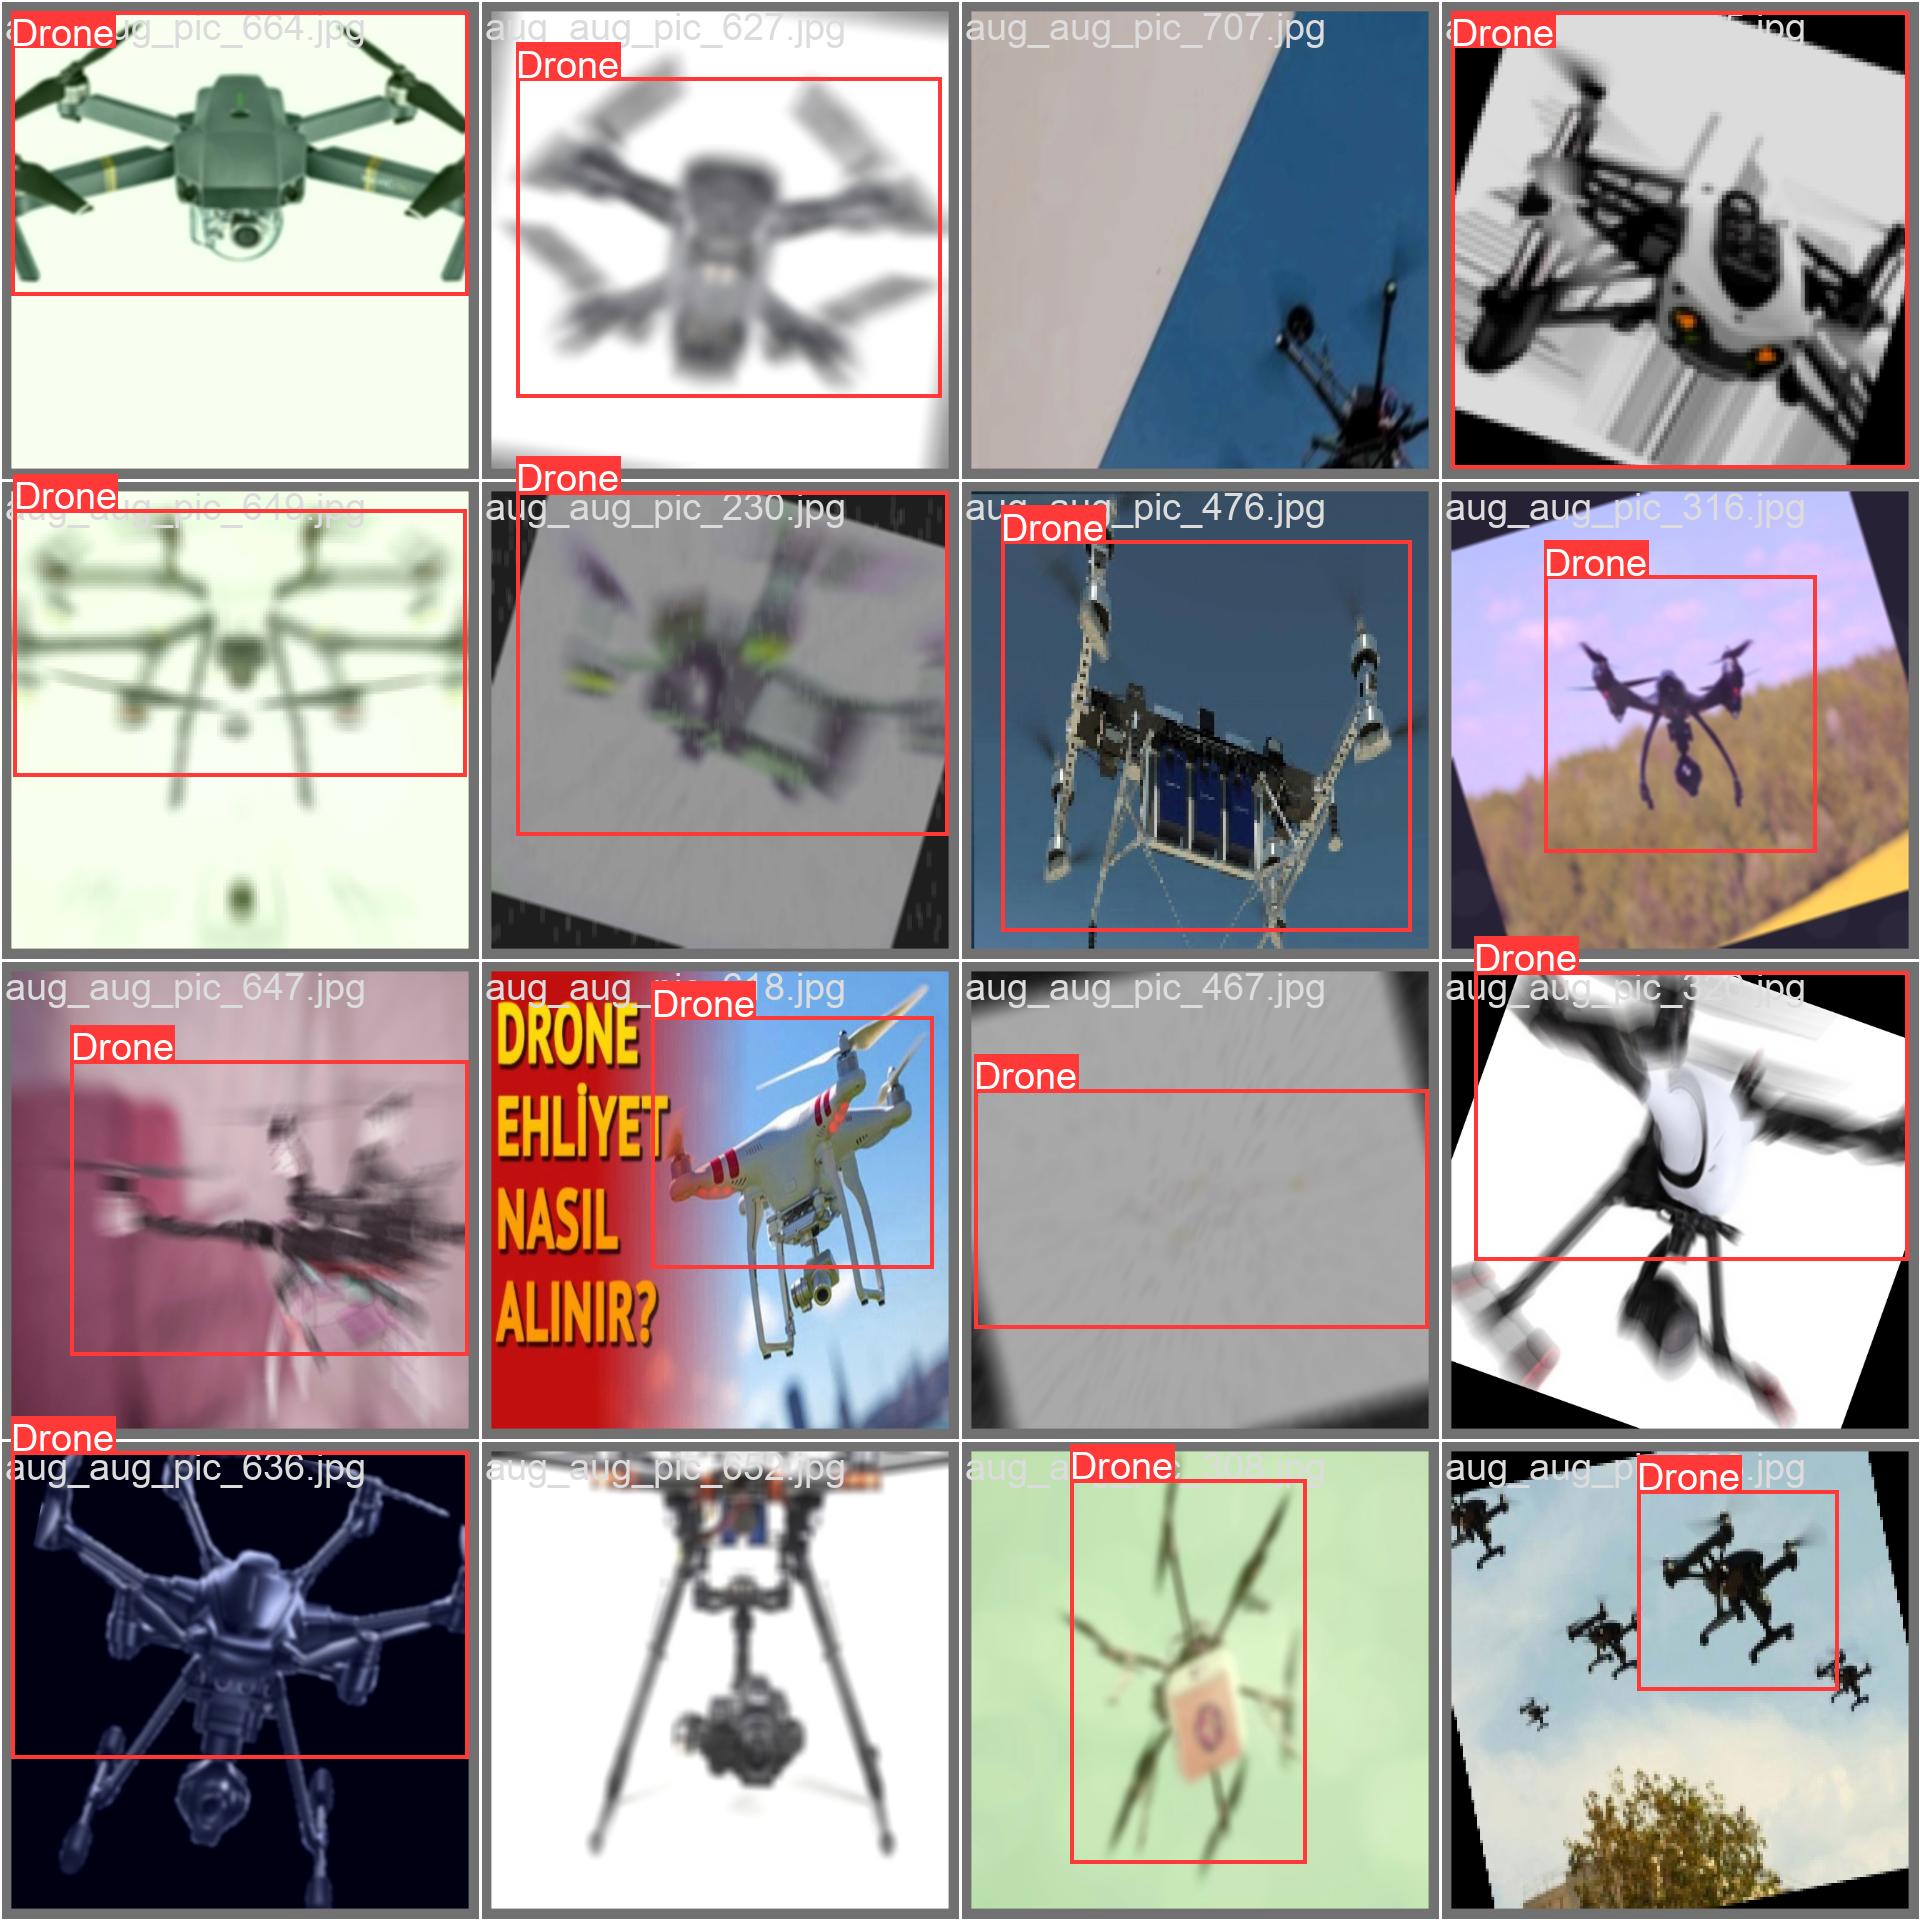 Drone
aug_aug_pic_627.jpg
Drone
aug_aug_pic_707.jpg
Drone
Drone
Drone
aug_aug_pic_230.jpg
aug_aug_pic_476.jpg
Drone
aug_aug_pic_316.jpg
Drone
aug_aug_pic_647.jpg
Drone
Drone
DRONE
EHLİYET
NASIL
ALINIR?
aug_aug_pic_467.jpg
Drone
Drone
Drone
aug_aug_pic_636.jpg
aug_aug_pic_652.jpg
Drone
Drone